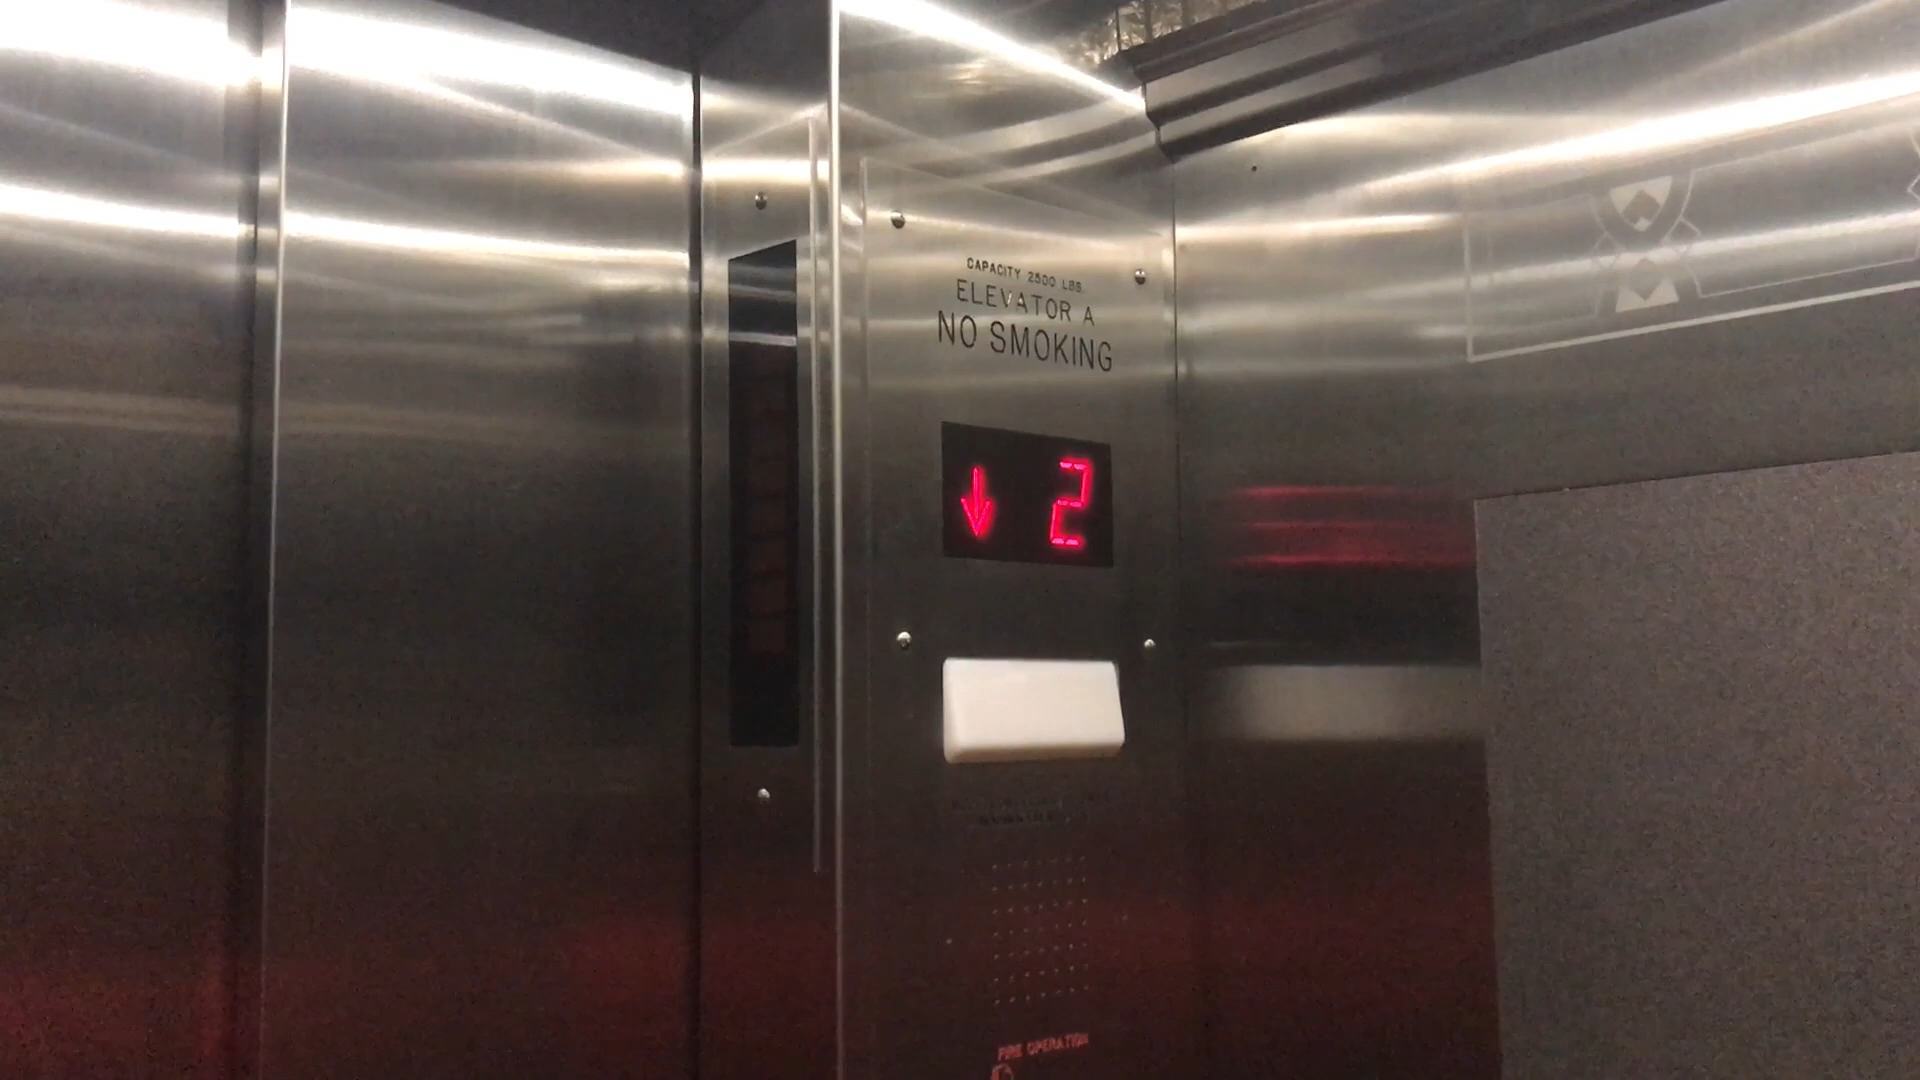 CAPACITY 2500 LBS.
ELEVATOR A
NO SMOKING
2
FIRE OPERATION